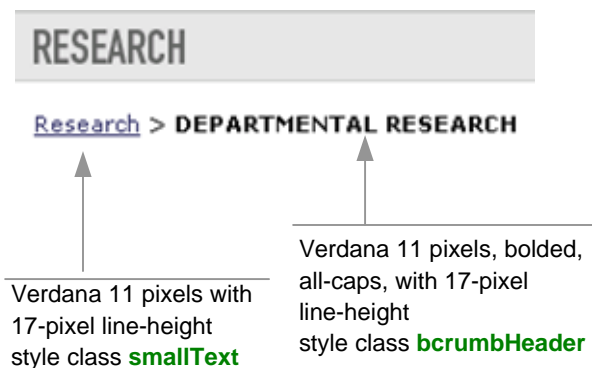 RESEARCH
Research > DEPARTMENTAL RESEARCH
Verdana 11 pixels, bolded,
all-caps, with 17-pixel
line-height
style class bcrumbHeader
Verdana 11 pixels with
17-pixel line-height
style class smallText